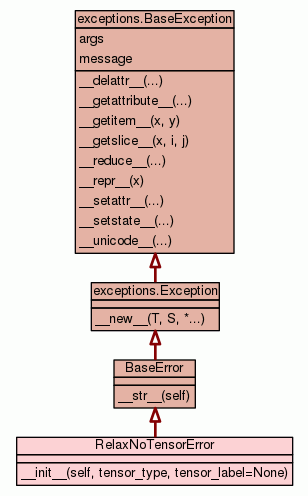 exceptions.BaseException
args
message
__delattr__(...)
__getattribute__(...)
__getitem__(x, y)
__getslice__(x, i, j)
__reduce__(...)
__repr__(x)
__setattr__(...)
__setstate__(...)
__unicode__(...)
exceptions.Exception
__new__(T, S, *...)
BaseError
__str__(self)
RelaxNoTensorError
__init__(self, tensor_type, tensor_label=None)